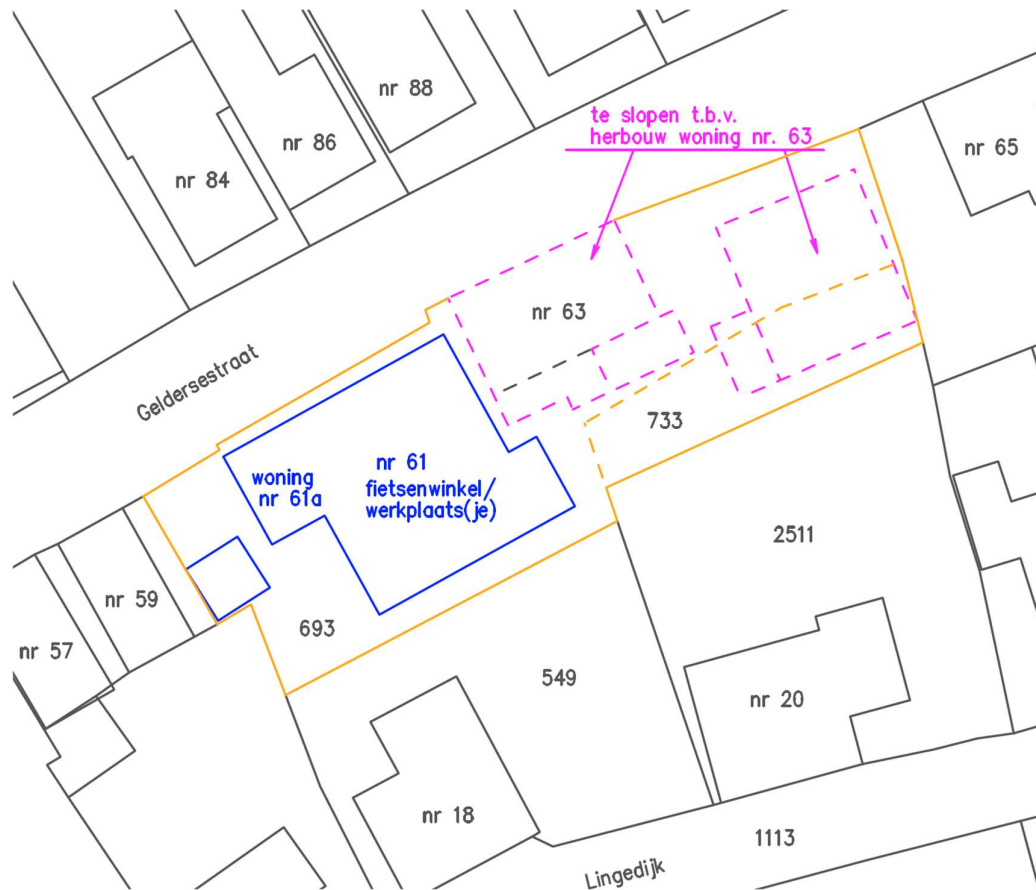 nr 88
te slopen t.b.v.
herbouw woning nr. 63
nr 86
nr 65
nr 84
nr 63
Geldersestraat
733
woning
nr 61a
nr 61
fietsenwinkel/
werkplaats(je)
2511
nr 59
693
nr 57
549
nr 20
nr 18
1113
Lingedijk